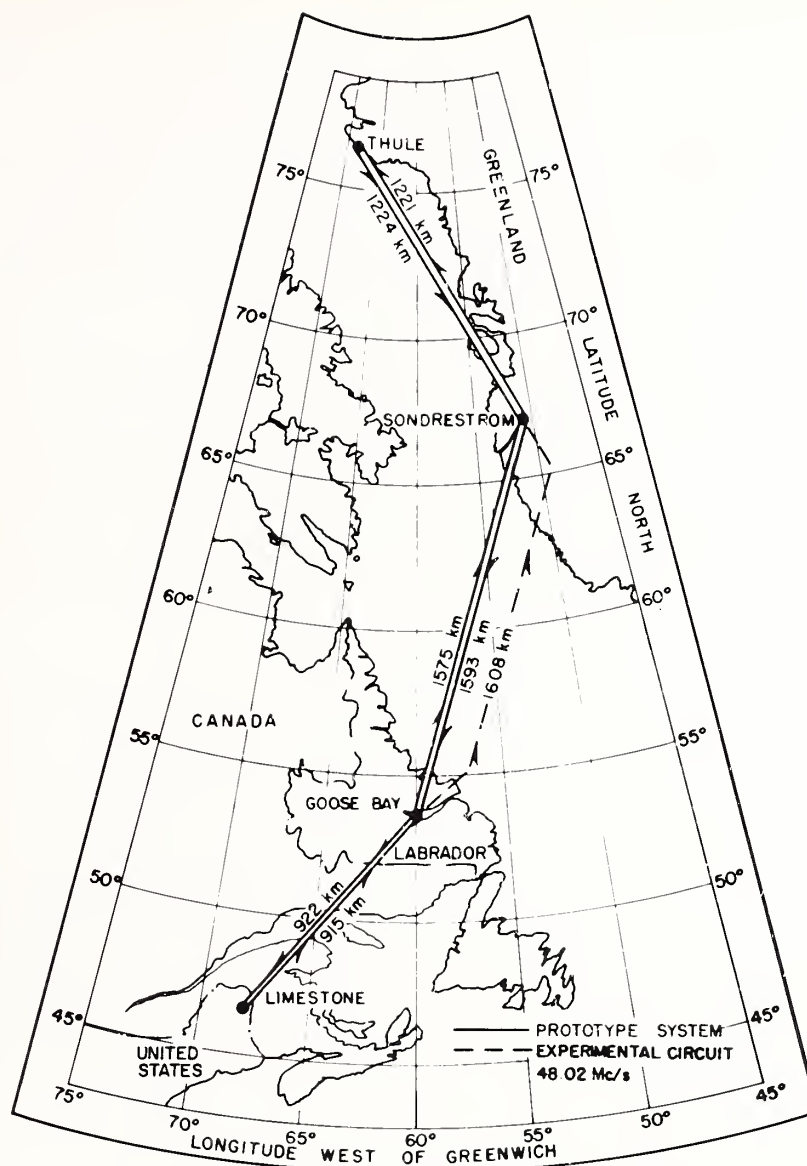 THULE
75°
75°
GREENLAND
1221 km
1224 km
70°
70°
LATITUDE
SONDRESTROM
65°
65°
NORTH
60°
60°
1575 km
1593 km
1608 km
CANADA
55°
55°
GOOSE BAY
LABRADOR
50°
50°
922 km
915 km
LIMESTONE
45°
45°
PROTOTYPE SYSTEM
UNITED
STATES
EXPERIMENTAL CIRCUIT
48.02 Mc/s
75°
45°
70°
65°
60°
55°
50°
LONGITUDE WEST OF GREENWICH